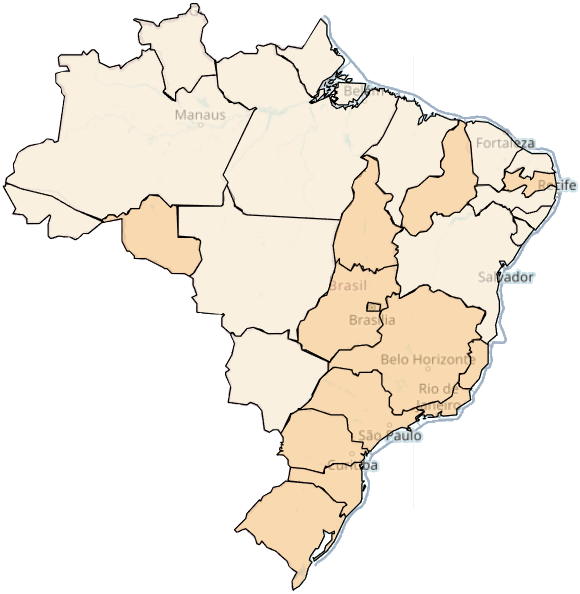 Belém
Manaus
Fortaleza
Recife
Salvador
Brasil
Brasília
Belo Horizonte
Rio de
Janeiro
São Paulo
Curitiba